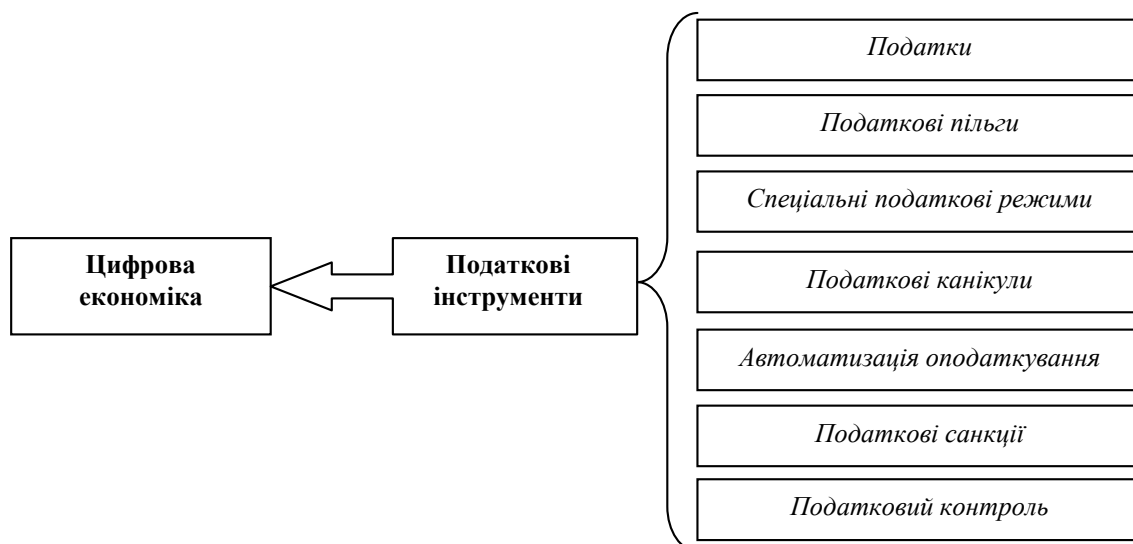 Податки
Податкові пільги
Спеціальні податкові режими
Цифрова
економіка
Податкові
інструменти
Податкові канікули
Автоматизація оподаткування
Податкові санкції
Податковий контроль